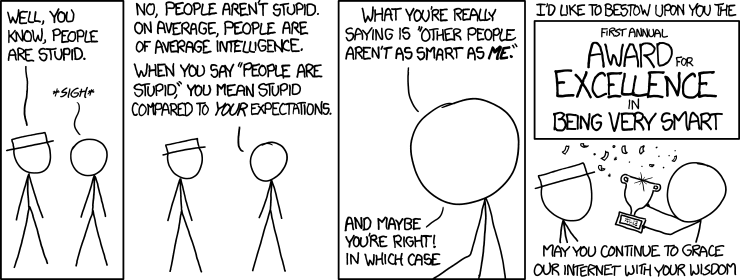 WELL, YOU
KNOW, PEOPLE
ARE STUPID.
*SIGH*
NO, PEOPLE AREN'T STUPID.
ON AVERAGE, PEOPLE ARE
OF AVERAGE INTELLIGENCE.
WHEN YOU SAY "PEOPLE ARE
STUPID," YOU MEAN STUPID
COMPARED TO YOUR EXPECTATIONS.
WHAT YOU'RE REALLY
SAYING IS "OTHER PEOPLE
AREN'T AS SMART AS ME."
AND MAYBE
YOU'RE RIGHT!
IN WHICH CASE
I'D LIKE TO BESTOW UPON YOU THE
FIRST ANNUAL
AWARD FOR
EXCELLENCE
IN
BEING VERY SMART
MAY YOU CONTINUE TO GRACE
OUR INTERNET WITH YOUR WISDOM